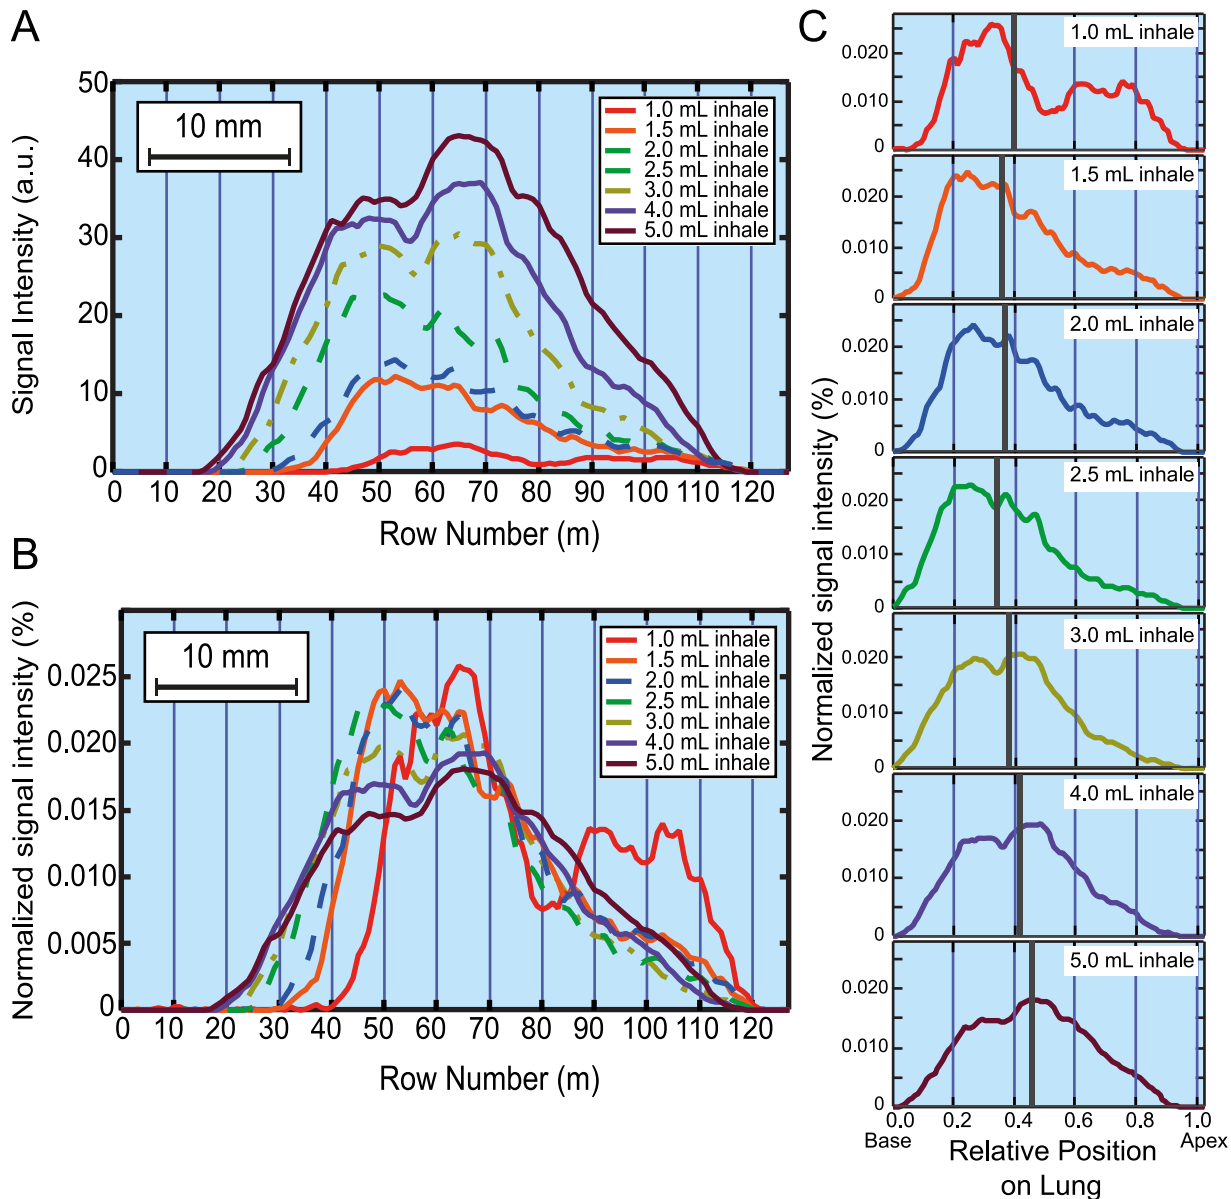 A
Signal Intensity (a.u.)
50
40
30
20
10
0
10 mm
1.0 mL inhale
1.5 mL inhale
2.0 mL inhale
2.5 mL inhale
3.0 mL inhale
4.0 mL inhale
5.0 mL inhale
0 10 20 30 40 50 60 70 80 90 100 110 120
Row Number (m)
B
Normalized signal intensity (%)
0.025
0.020
0.015
0.010
0.005
0
10 mm
1.0 mL inhale
1.5 mL inhale
2.0 mL inhale
2.5 mL inhale
3.0 mL inhale
4.0 mL inhale
5.0 mL inhale
0 10 20 30 40 50 60 70 80 90 100 110 120
Row Number (m)
C
Normalized signal intensity (%)
1.0 mL inhale
0.020
0.010
0
1.5 mL inhale
0.020
0.010
0
2.0 mL inhale
0.020
0.010
0
2.5 mL inhale
0.020
0.010
0
3.0 mL inhale
0.020
0.010
0
4.0 mL inhale
0.020
0.010
0
5.0 mL inhale
0.020
0.010
0
0.0 0.2 0.4 0.6 0.8 1.0
Base Apex
Relative Position
on Lung